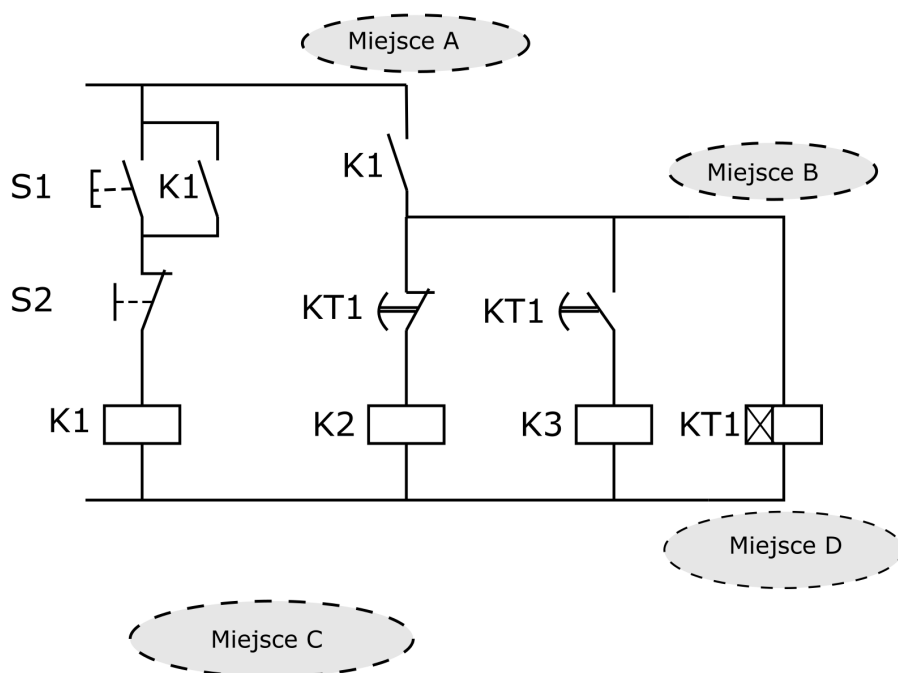 Miejsce A
S1
K1
K1
Miejsce B
S2
KT1
KT1
K1
K2
K3
KT1
Miejsce D
Miejsce C